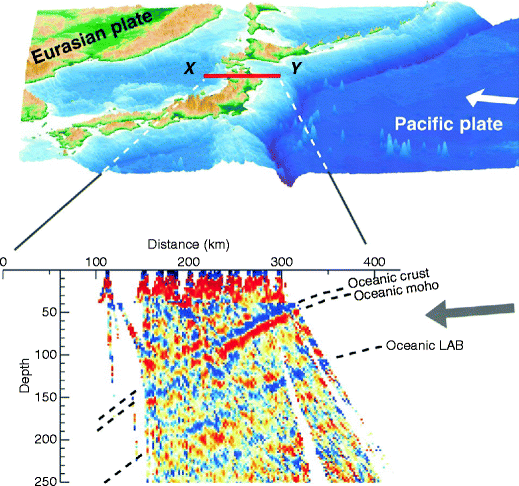 Eurasian plate
X
Y
Pacific plate
Distance (km)
0 100 200 300 400
Oceanic crust
Oceanic moho
Oceanic LAB
Depth
50
100
150
200
250